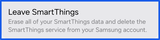 Leave SmartThings
Erase all of your SmartThings data and delete the
SmartThings service from your Samsung account.